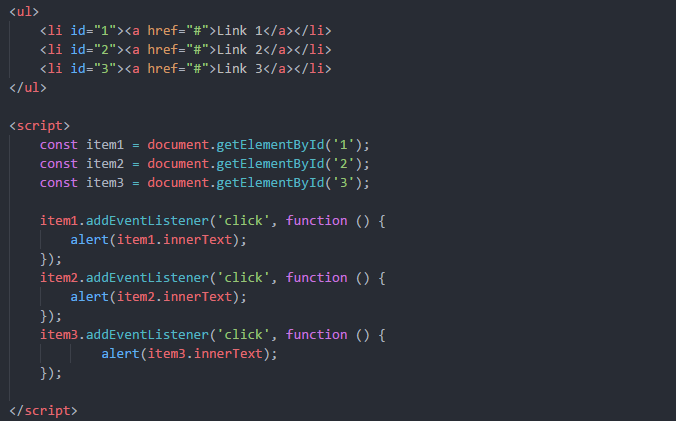 <ul>
    <li id="1"><a href="#">Link 1</a></li>
    <li id="2"><a href="#">Link 2</a></li>
    <li id="3"><a href="#">Link 3</a></li>
</ul>

<script>
    const item1 = document.getElementById('1');
    const item2 = document.getElementById('2');
    const item3 = document.getElementById('3');

    item1.addEventListener('click', function () {
        alert(item1.innerText);
    });
    item2.addEventListener('click', function () {
        alert(item2.innerText);
    });
    item3.addEventListener('click', function () {
            alert(item3.innerText);
    });

</script>